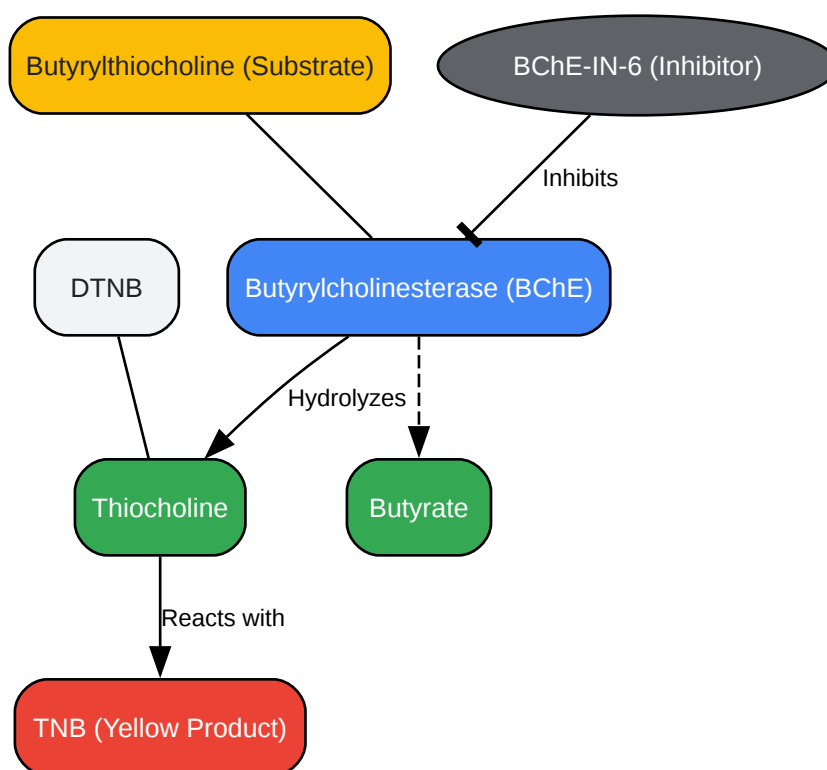 Butyrylthiocholine (Substrate)
BChE-IN-6 (Inhibitor)
Inhibits
DTNB
Butyrylcholinesterase (BChE)
Hydrolyzes
Thiocholine
Butyrate
Reacts with
TNB (Yellow Product)